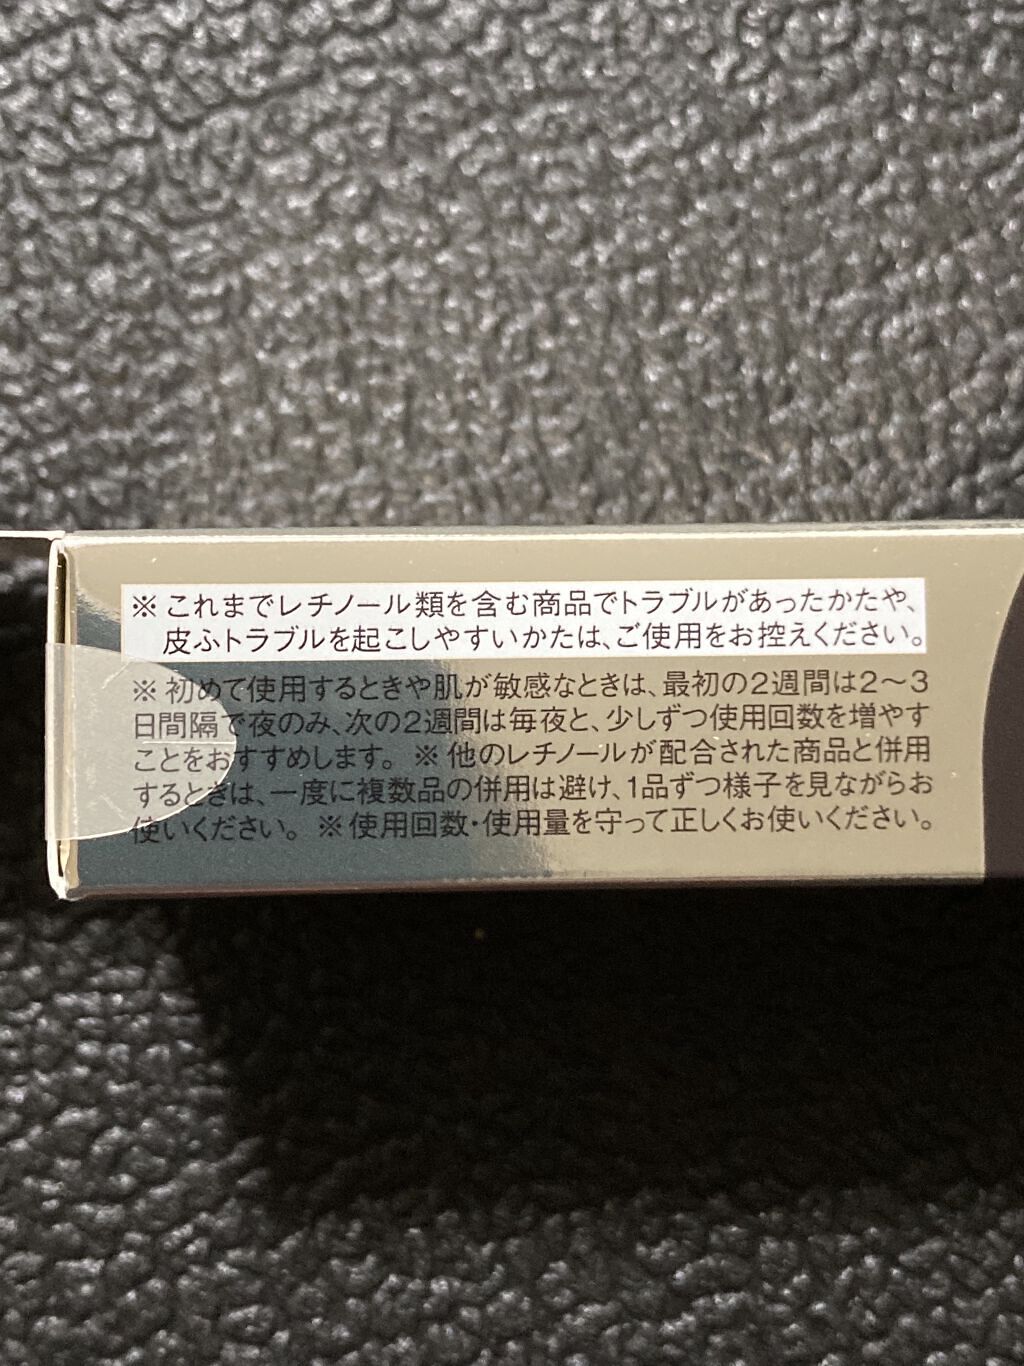 ※ これまでレチノール類を含む商品でトラブルがあったかたや、
皮ふトラブルを起こしやすいかたは、ご使用をお控えください。
※ 初めて使用するときや肌が敏感なときは、最初の2週間は2〜3
日間隔で夜のみ、次の2週間は毎夜と、少しずつ使用回数を増やす
ことをおすすめします。 ※ 他のレチノールが配合された商品と併用
するときは、一度に複数品の併用は避け、1品ずつ様子を見ながらお
使いください。 ※ 使用回数・使用量を守って正しくお使いください。